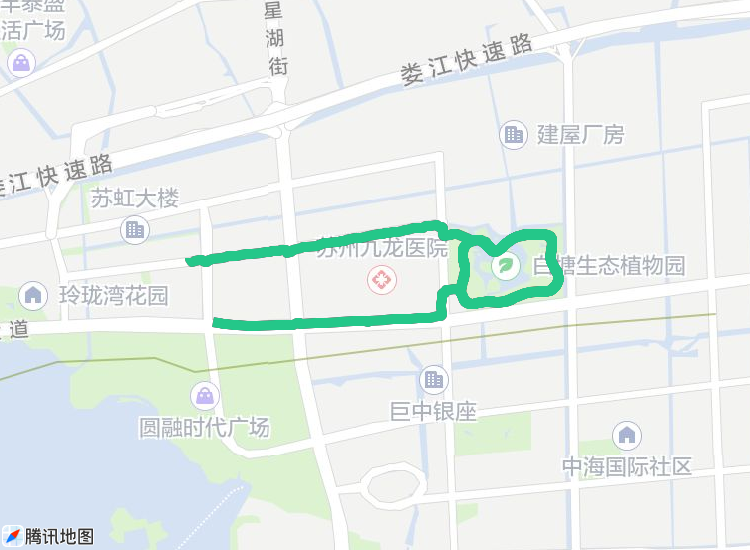 活广场
星湖街
娄江快速路
建屋厂房
娄江快速路
苏虹大楼
苏州九龙医院
白塘生态植物园
玲珑湾花园
道
圆融时代广场
巨中银座
中海国际社区
腾讯地图